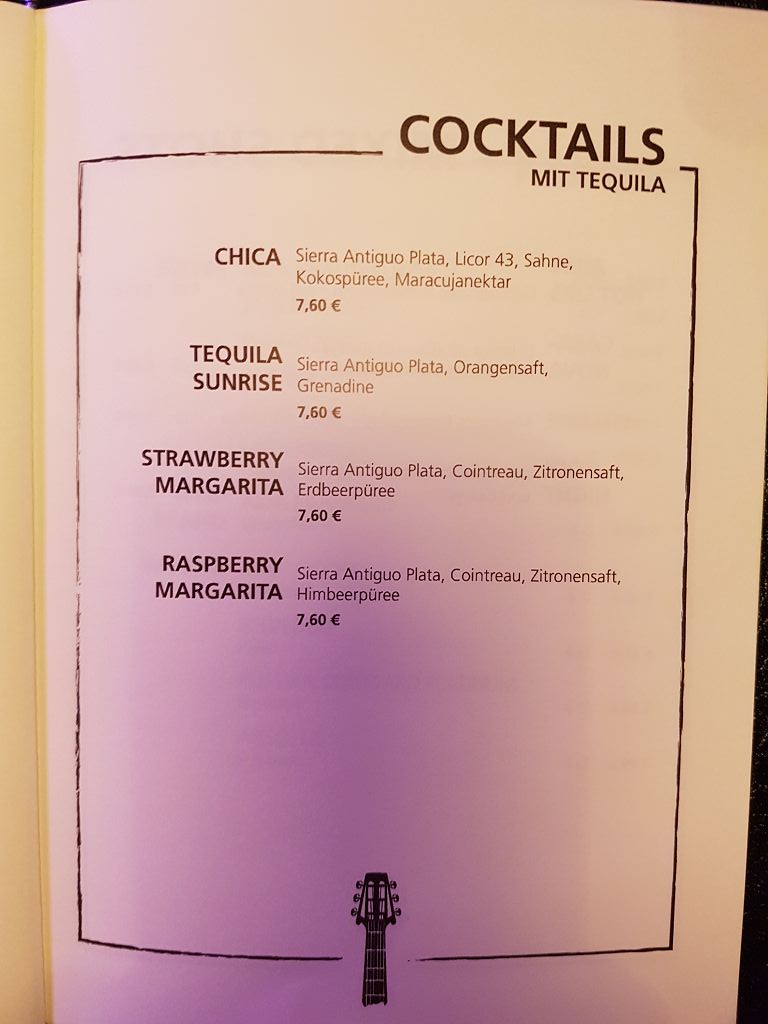 COCKTAILS
MIT TEQUILA
CHICA
Sierra Antiguo Plata, Licor 43, Sahne,
Kokospüree, Maracujanektar
7,60 €
TEQUILA
SUNRISE
Sierra Antiguo Plata, Orangensaft,
Grenadine
7,60 €
STRAWBERRY
MARGARITA
Sierra Antiguo Plata, Cointreau, Zitronensaft,
Erdbeerpüree
7,60 €
RASPBERRY
MARGARITA
Sierra Antiguo Plata, Cointreau, Zitronensaft,
Himbeerpüree
7,60 €